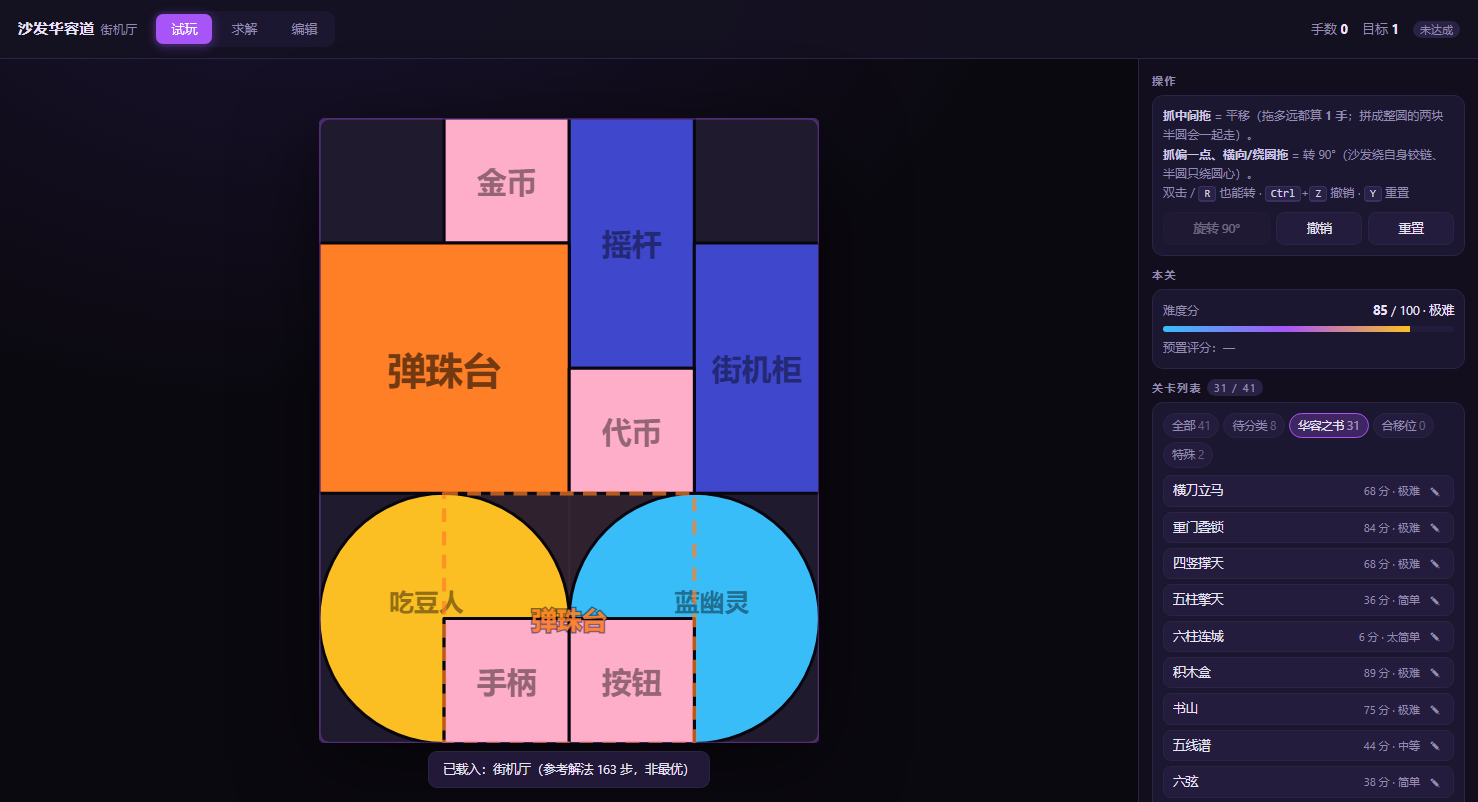 沙发华容道 街机厅 试玩 求解 编辑 手数 0 目标 1 未达成
操作
抓中间拖 = 平移（拖多远都算 1 手；拼成整圆的两块
半圆会一起走）。
抓偏一点、横向/绕圆拖 = 转 90°（沙发绕自身铰链、
半圆只绕圆心）。
双击 / R 也能转 · Ctrl + Z 撤销 · Y 重置
旋转 90° 撤销 重置
本关
难度分 85 / 100 · 极难
预置评分：—
关卡列表 31 / 41
全部 41 待分类 8 华容之书 31 合移位 0
特殊 2
横刀立马 68 分 · 极难
重门叠锁 84 分 · 极难
四竖撑天 68 分 · 极难
五柱擎天 36 分 · 简单
六柱连城 6 分 · 太简单
积木盒 89 分 · 极难
书山 75 分 · 极难
五线谱 44 分 · 中等
六弦 38 分 · 简单
金币
摇杆
弹珠台
街机柜
代币
吃豆人
蓝幽灵
弹珠台
手柄
按钮
已载入：街机厅（参考解法 163 步，非最优）